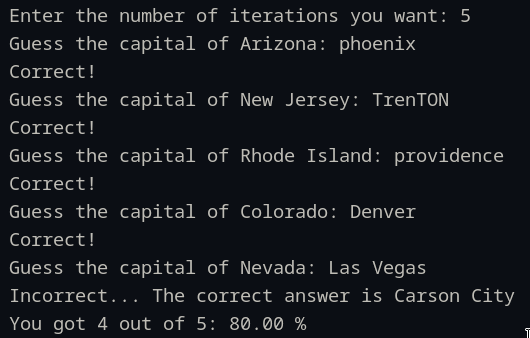 Enter the number of iterations you want: 5
Guess the capital of Arizona: phoenix
Correct!
Guess the capital of New Jersey: TrenTON
Correct!
Guess the capital of Rhode Island: providence
Correct!
Guess the capital of Colorado: Denver
Correct!
Guess the capital of Nevada: Las Vegas
Incorrect... The correct answer is Carson City
You got 4 out of 5: 80.00 %